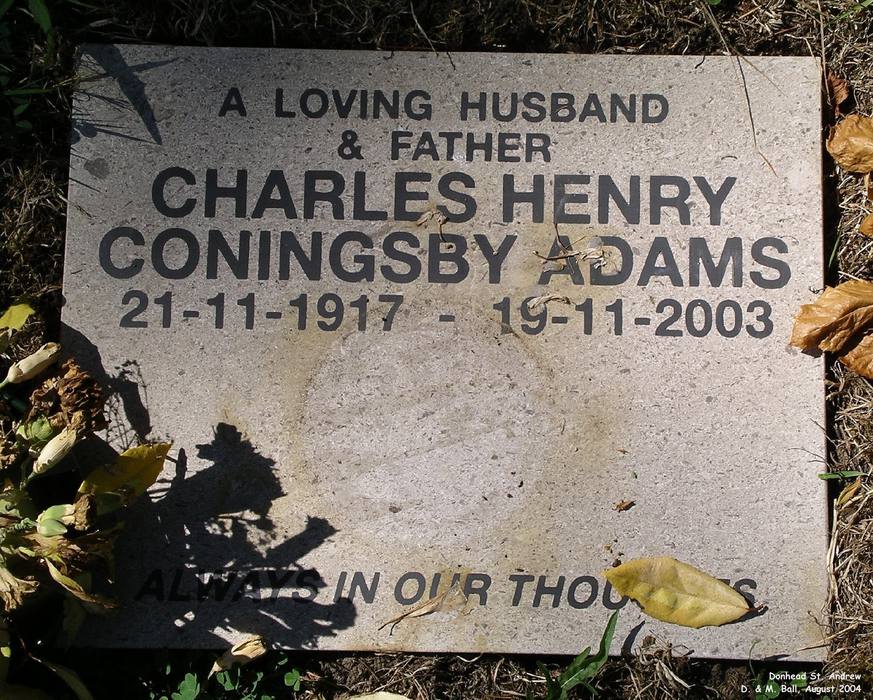 A LOVING HUSBAND
& FATHER
CHARLES HENRY
CONINGSBY ADAMS
21-11-1917 - 19-11-2003
ALWAYS IN OUR THOUGHTS
Donhead St. Andrew
D. & M. Ball, August 2004